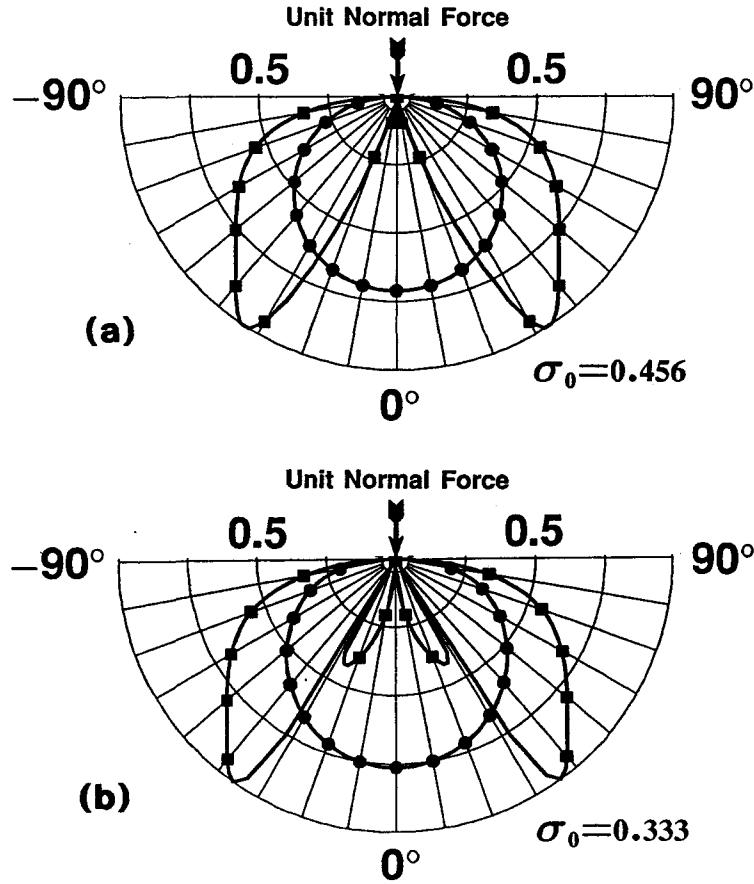 Unit Normal Force
0.5 0.5
−90° 90°
(a)
σ₀=0.456
0°
Unit Normal Force
0.5 0.5
−90° 90°
(b)
σ₀=0.333
0°